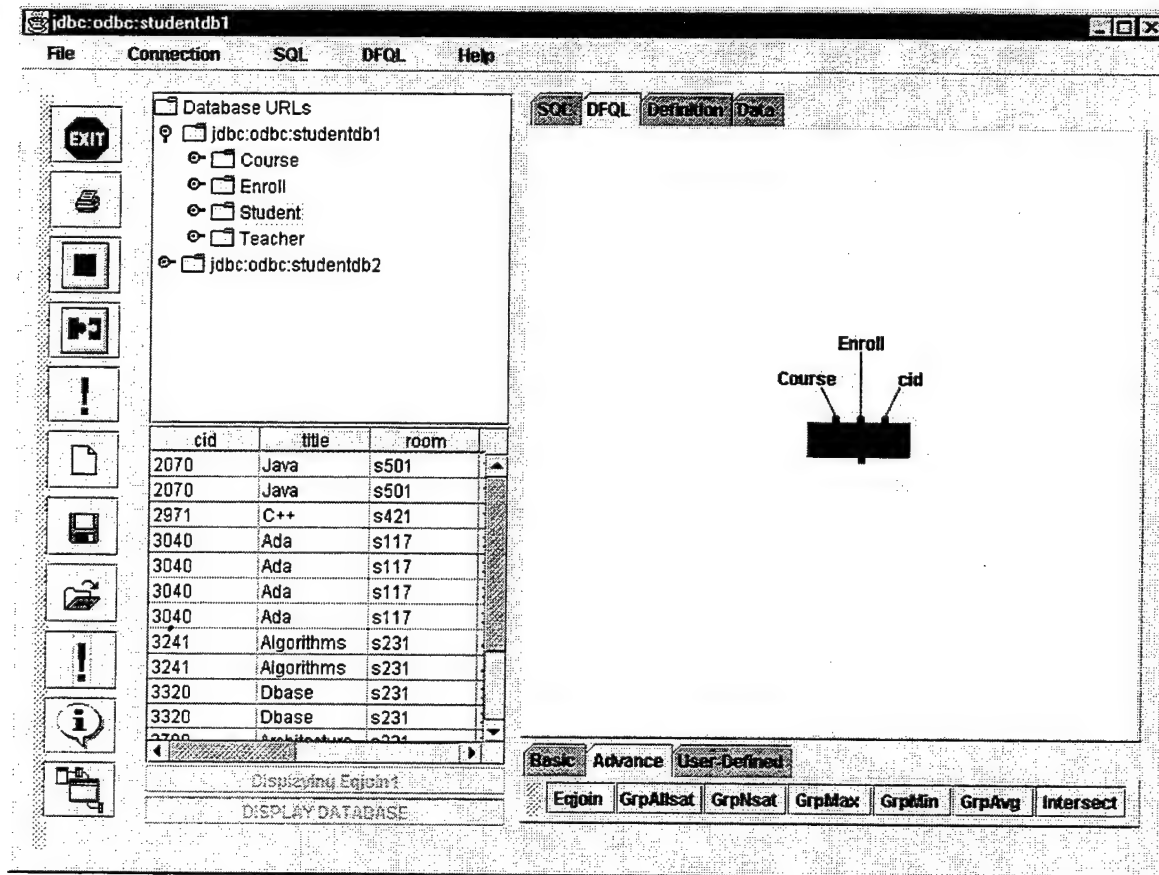 jdbc:odbc:studentdb1
File Connection SQL DFQL Help
EXIT
Database URLs
jdbc:odbc:studentdb1
Course
Enroll
Student
Teacher
jdbc:odbc:studentdb2
cid title room
2070 Java s501
2070 Java s501
2971 C++ s421
3040 Ada s117
3040 Ada s117
3040 Ada s117
3040 Ada s117
3241 Algorithms s231
3241 Algorithms s231
3320 Dbase s231
3320 Dbase s231
Architecture
Displaying Eqjoin1
DISPLAY DATABASE
SQL DFQL Definition Data
Enroll
Course cid
Basic Advance User-Defined
Eqjoin GrpAllsat GrpNsat GrpMax GrpMin GrpAvg Intersect